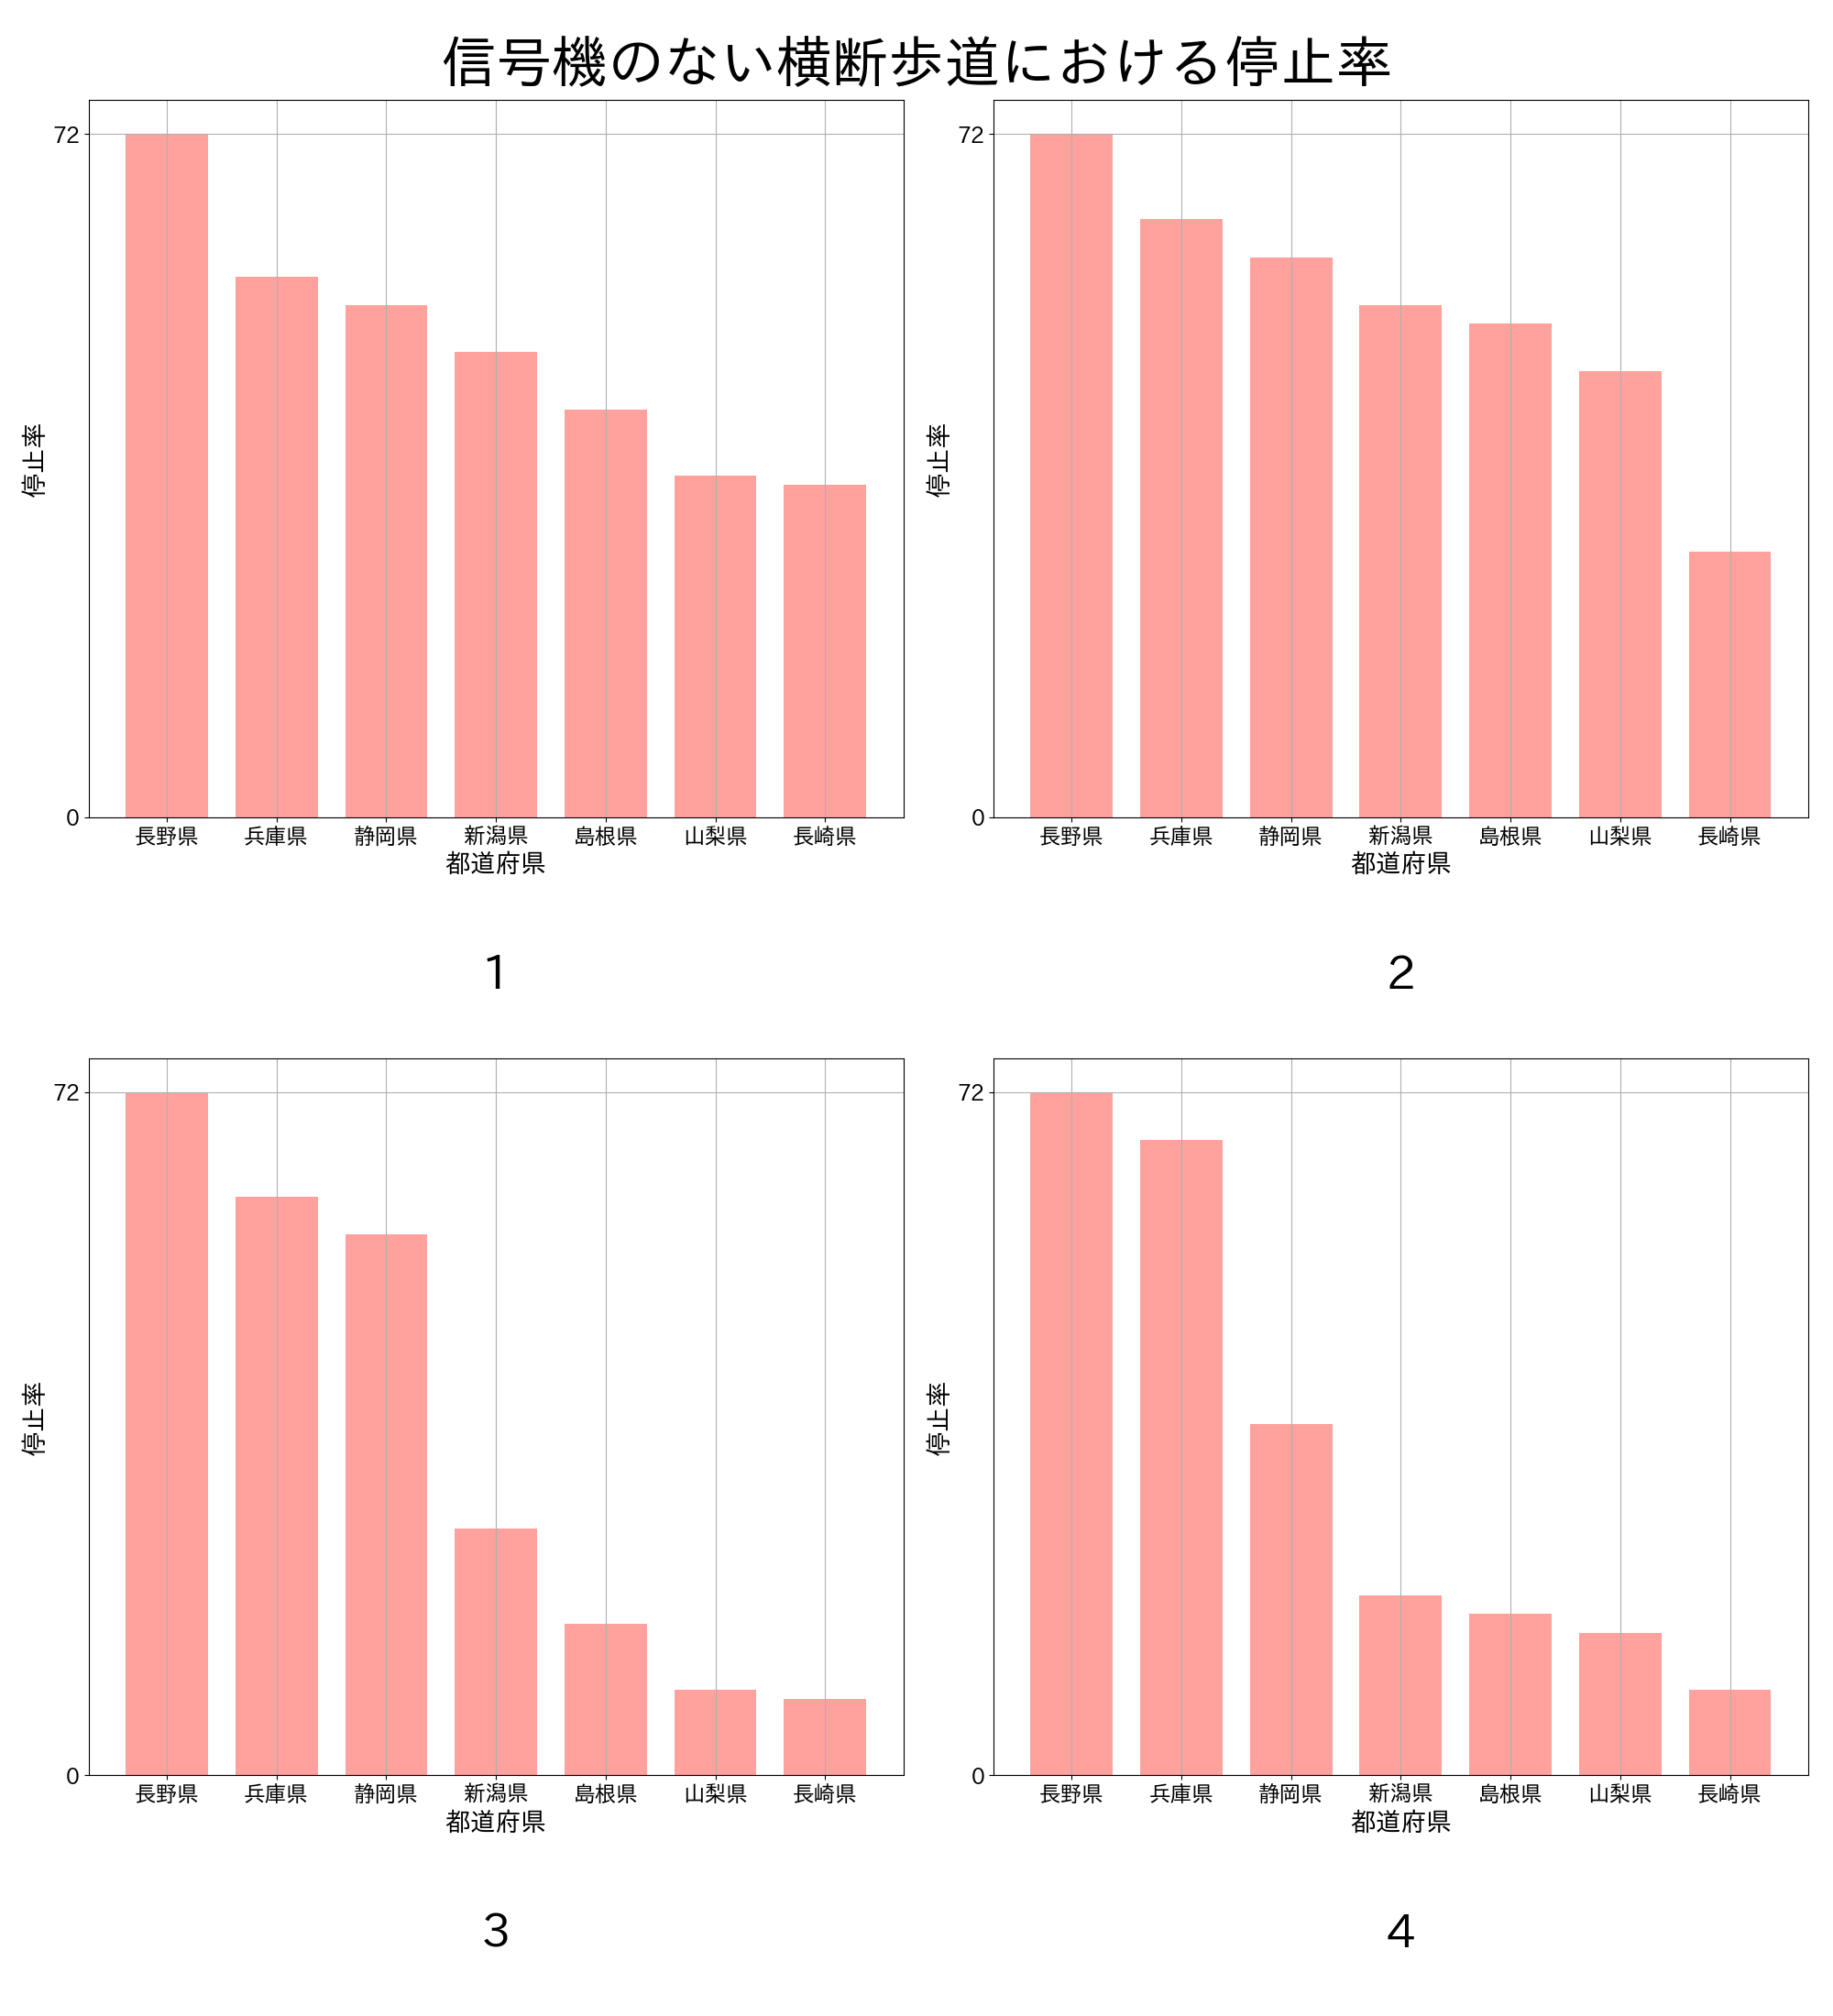 信号機のない横断歩道における停止率
72
停止率
0
長野県 兵庫県 静岡県 新潟県 島根県 山梨県 長崎県
都道府県
1
72
停止率
0
長野県 兵庫県 静岡県 新潟県 島根県 山梨県 長崎県
都道府県
2
72
停止率
0
長野県 兵庫県 静岡県 新潟県 島根県 山梨県 長崎県
都道府県
3
72
停止率
0
長野県 兵庫県 静岡県 新潟県 島根県 山梨県 長崎県
都道府県
4